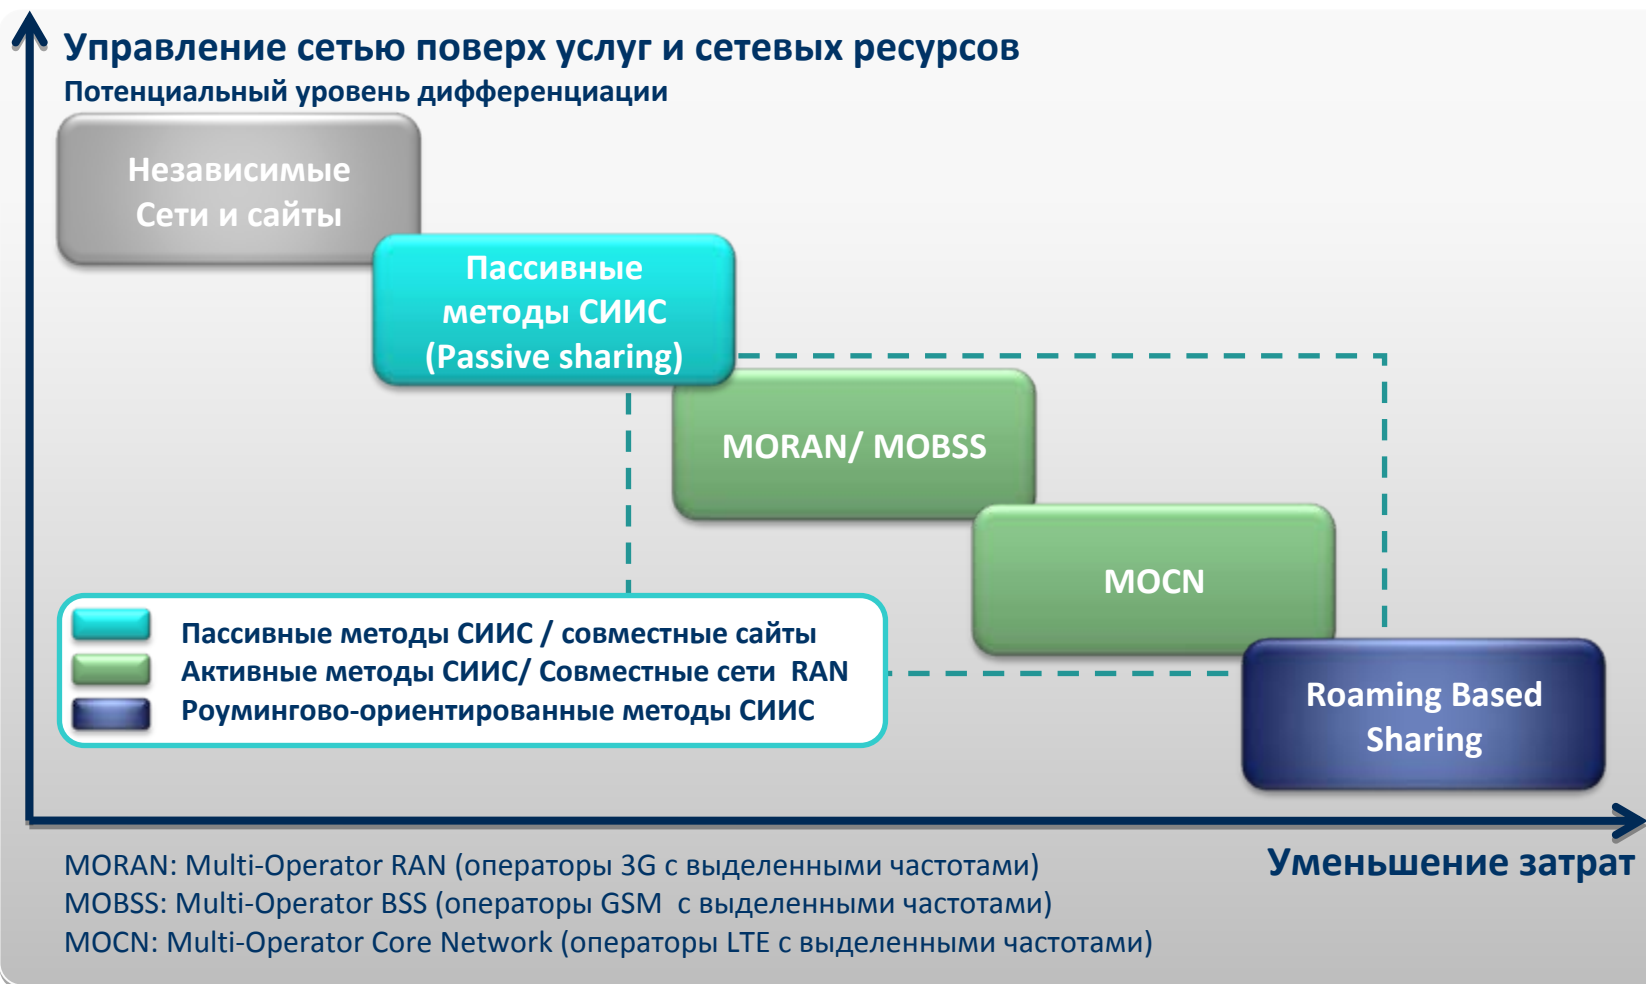 Управление сетью поверх услуг и сетевых ресурсов
Потенциальный уровень дифференциации
Независимые
Сети и сайты
Пассивные
методы СИИС
(Passive sharing)
MORAN/ MOBSS
MOCN
Пассивные методы СИИС / совместные сайты
Активные методы СИИС/ Совместные сети RAN
Роумингово-ориентированные методы СИИС
Roaming Based
Sharing
Уменьшение затрат
MORAN: Multi-Operator RAN (операторы 3G с выделенными частотами)
MOBSS: Multi-Operator BSS (операторы GSM с выделенными частотами)
MOCN: Multi-Operator Core Network (операторы LTE с выделенными частотами)